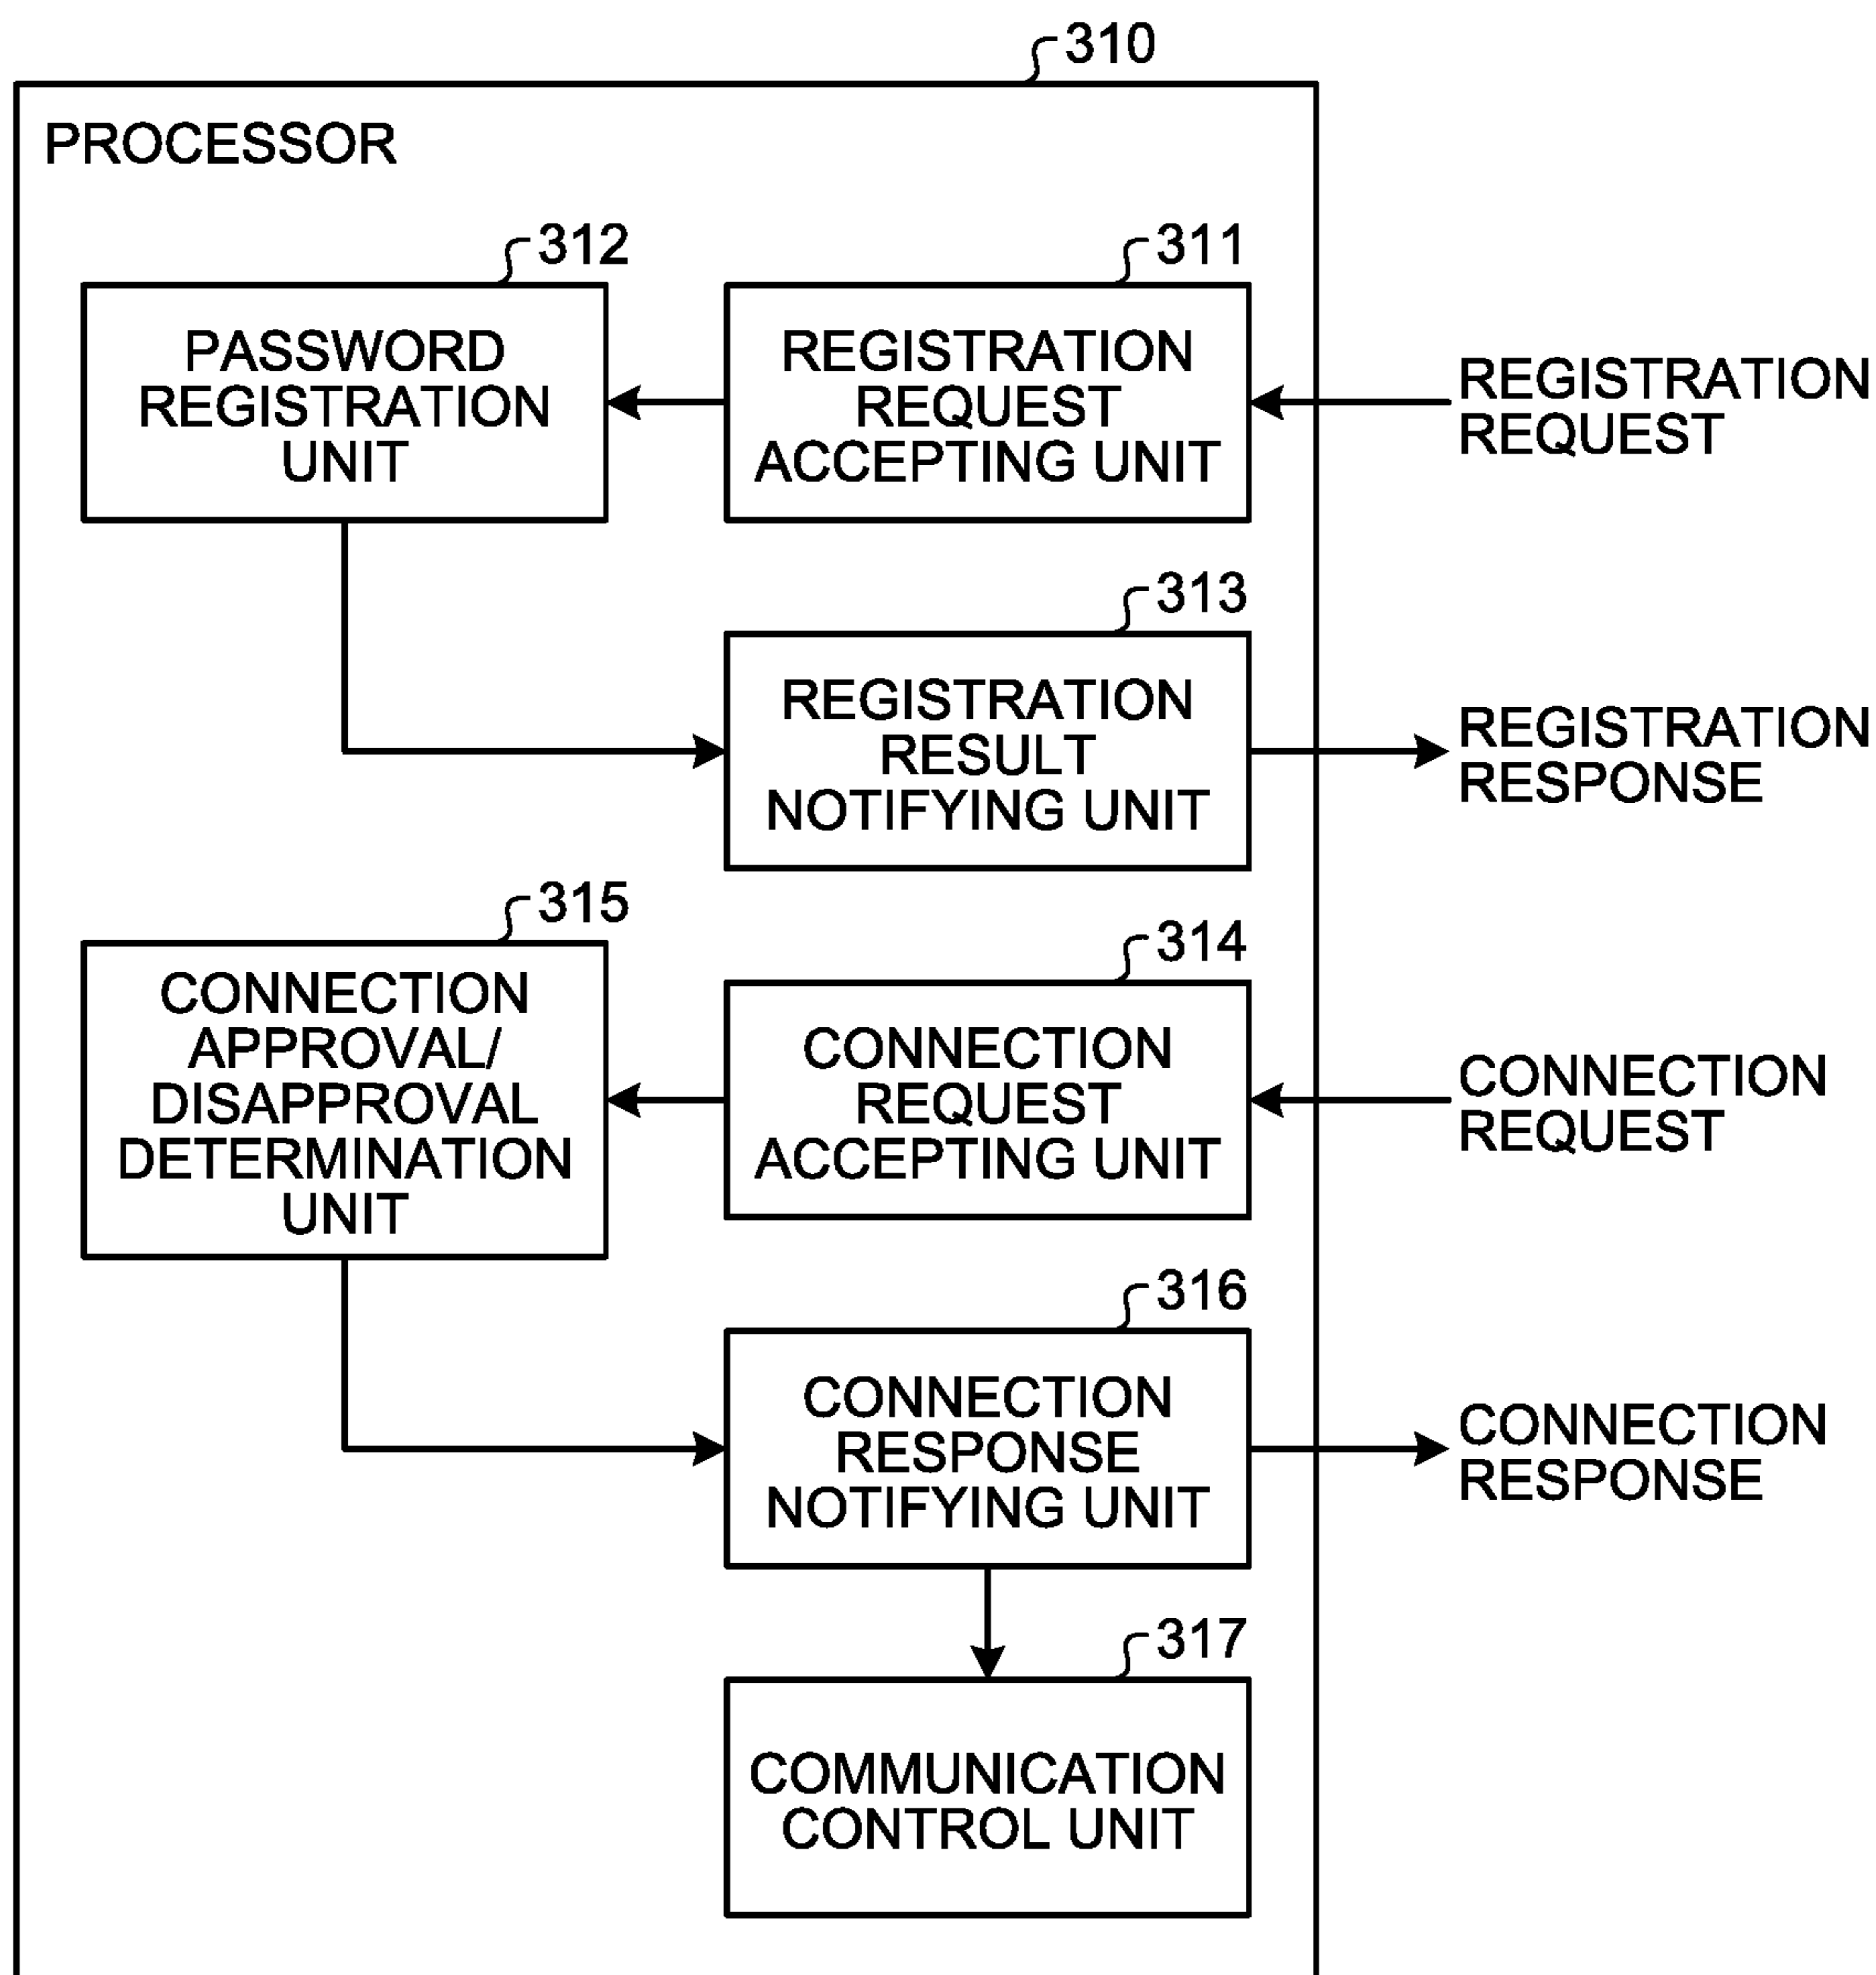 310
PROCESSOR
312
PASSWORD
REGISTRATION
UNIT
311
REGISTRATION
REQUEST
ACCEPTING UNIT
REGISTRATION
REQUEST
313
REGISTRATION
RESULT
NOTIFYING UNIT
REGISTRATION
RESPONSE
315
CONNECTION
APPROVAL/
DISAPPROVAL
DETERMINATION
UNIT
314
CONNECTION
REQUEST
ACCEPTING UNIT
CONNECTION
REQUEST
316
CONNECTION
RESPONSE
NOTIFYING UNIT
CONNECTION
RESPONSE
317
COMMUNICATION
CONTROL UNIT